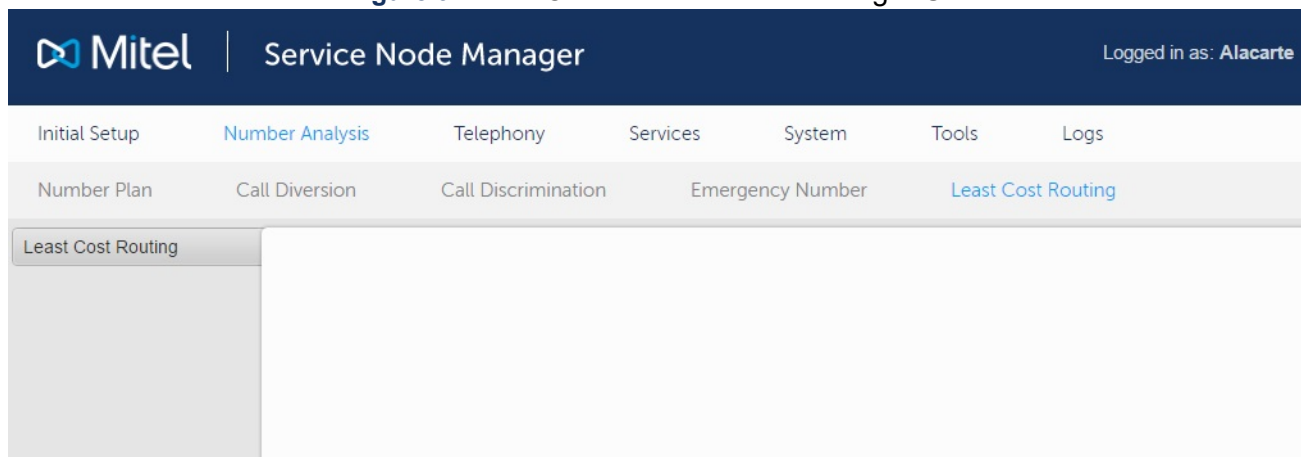 Mitel | Service Node Manager Logged in as: Alacarte
Initial Setup Number Analysis Telephony Services System Tools Logs
Number Plan Call Diversion Call Discrimination Emergency Number Least Cost Routing
Least Cost Routing